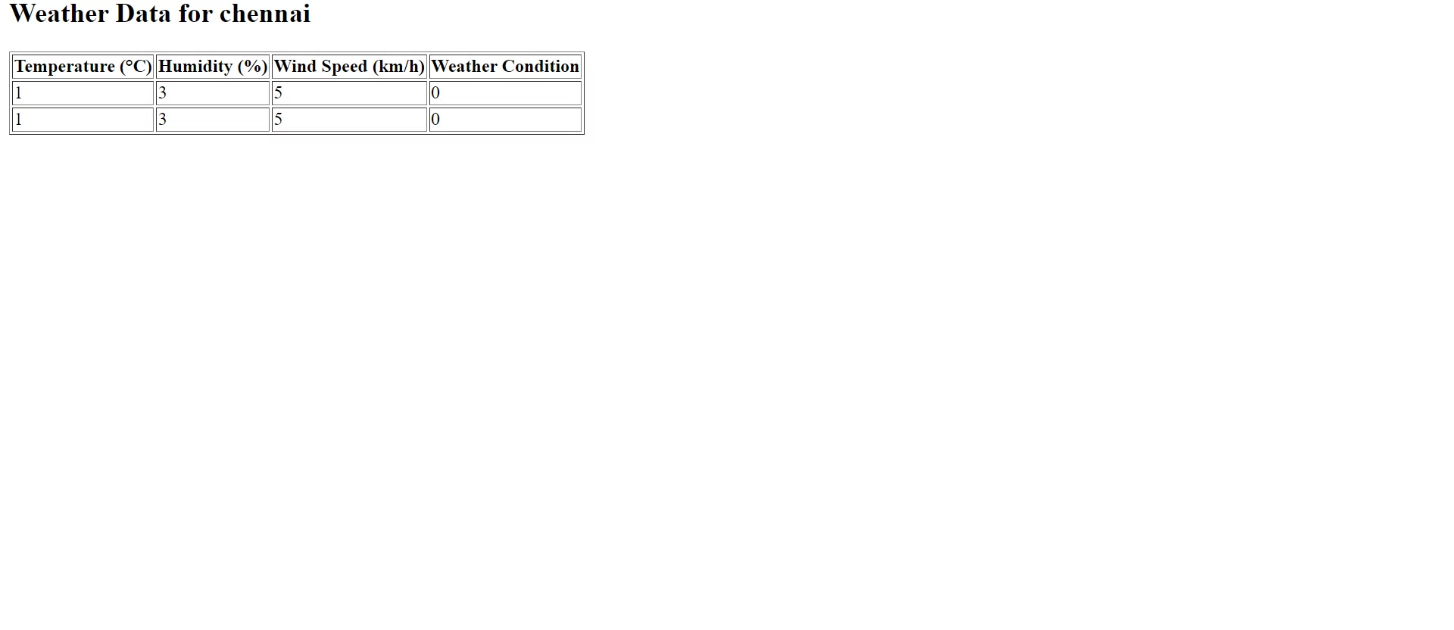 Weather Data for chennai
Temperature (°C) Humidity (%) Wind Speed (km/h) Weather Condition
1 3 5 0
1 3 5 0